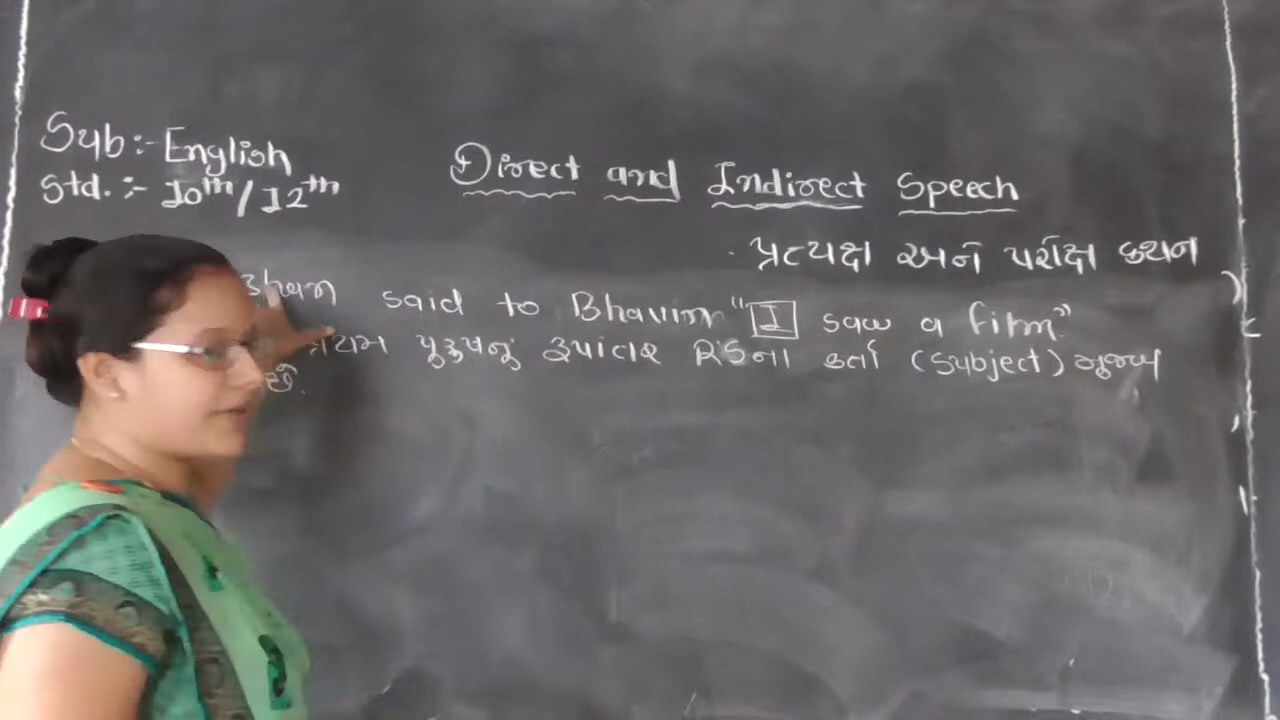 Sub:- English
Std. :- 10th/12th
Direct and Indirect Speech
પ્રત્યક્ષ અને પરોક્ષ કથન
said to Bhavin "I saw a film"
પુરુષનું રૂપાંતર RSના કર્તા (Subject) મુજબ
છે.